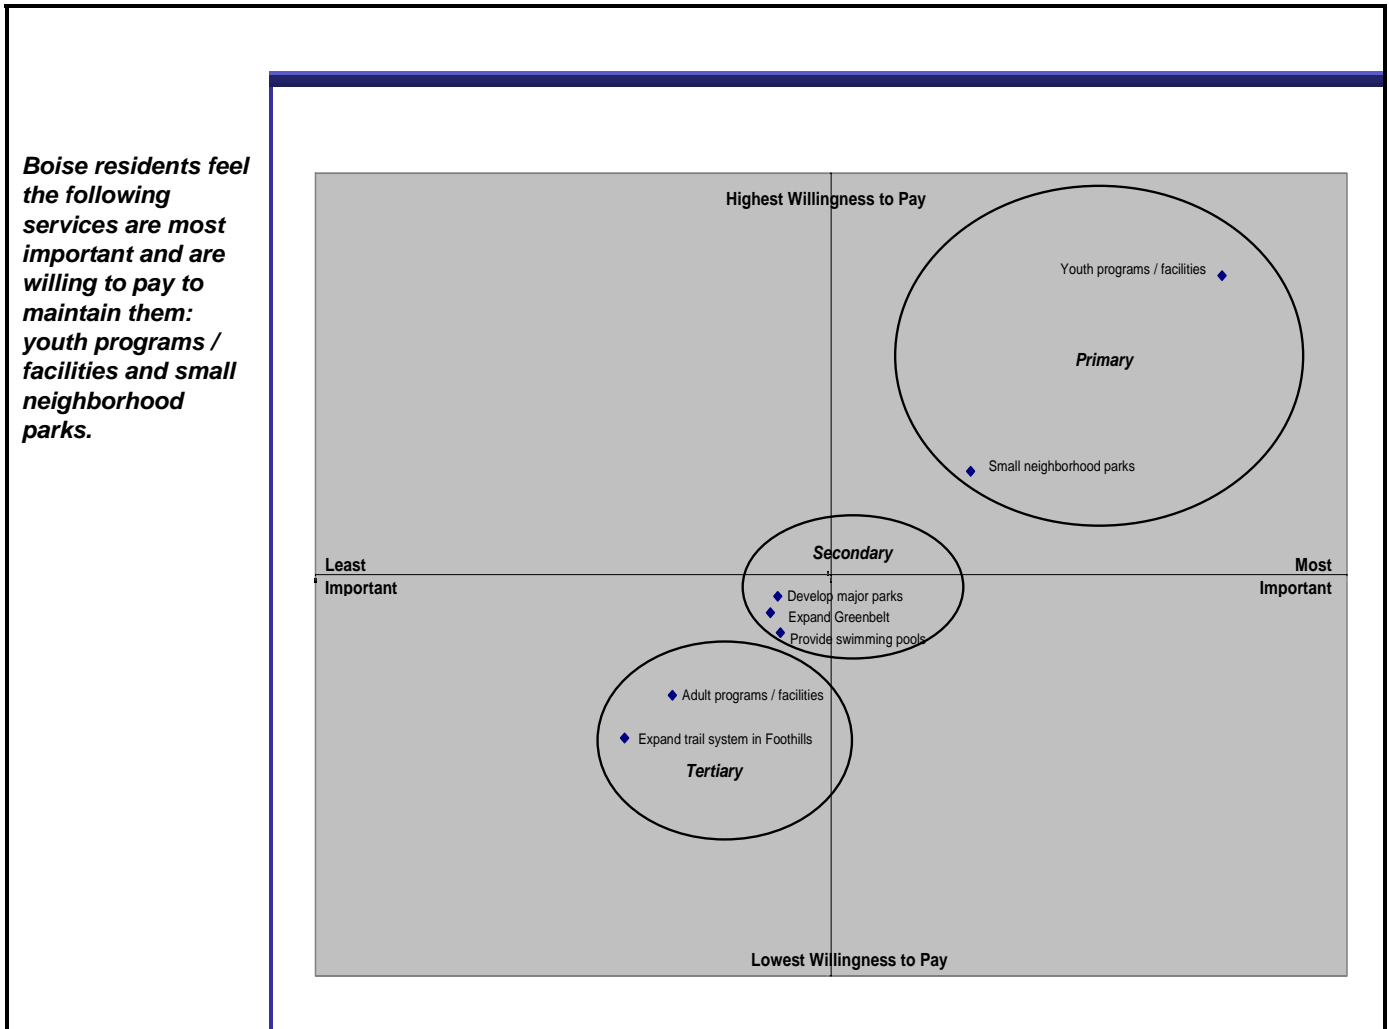 Boise residents feel
the following
services are most
important and are
willing to pay to
maintain them:
youth programs /
facilities and small
neighborhood
parks.
Highest Willingness to Pay
Youth programs / facilities
Primary
Small neighborhood parks
Secondary
Least
Important
Most
Important
Develop major parks
Expand Greenbelt
Provide swimming pools
Adult programs / facilities
Expand trail system in Foothills
Tertiary
Lowest Willingness to Pay